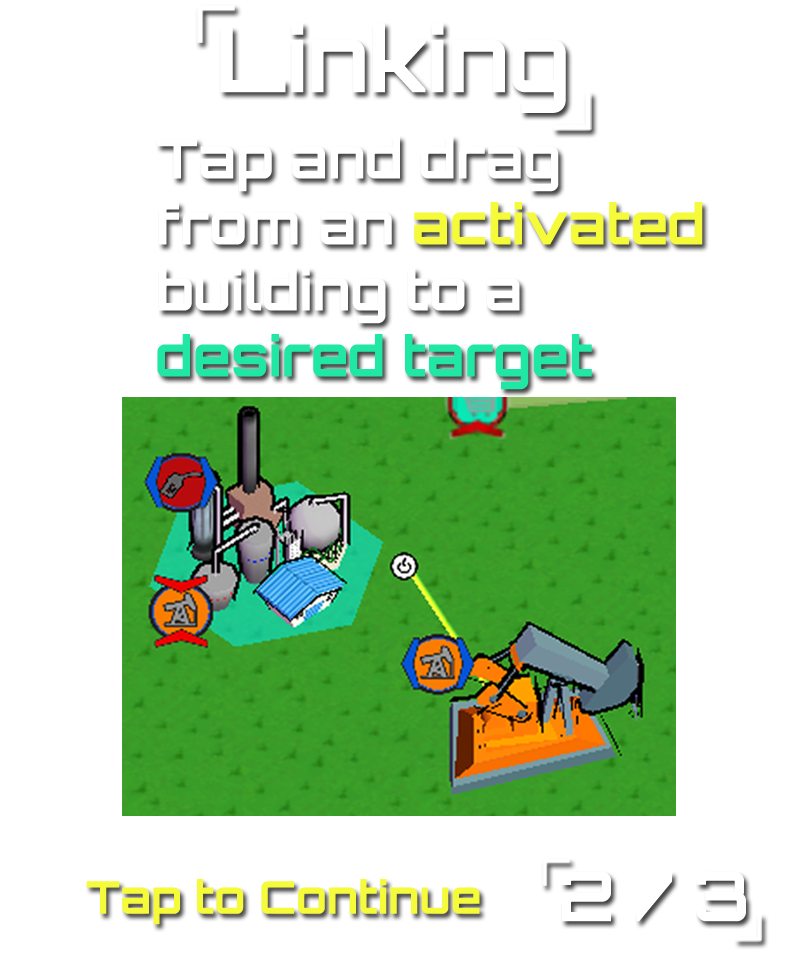 Linking
Tap and drag
from an activated
building to a
desired target
Tap to Continue
2 / 3